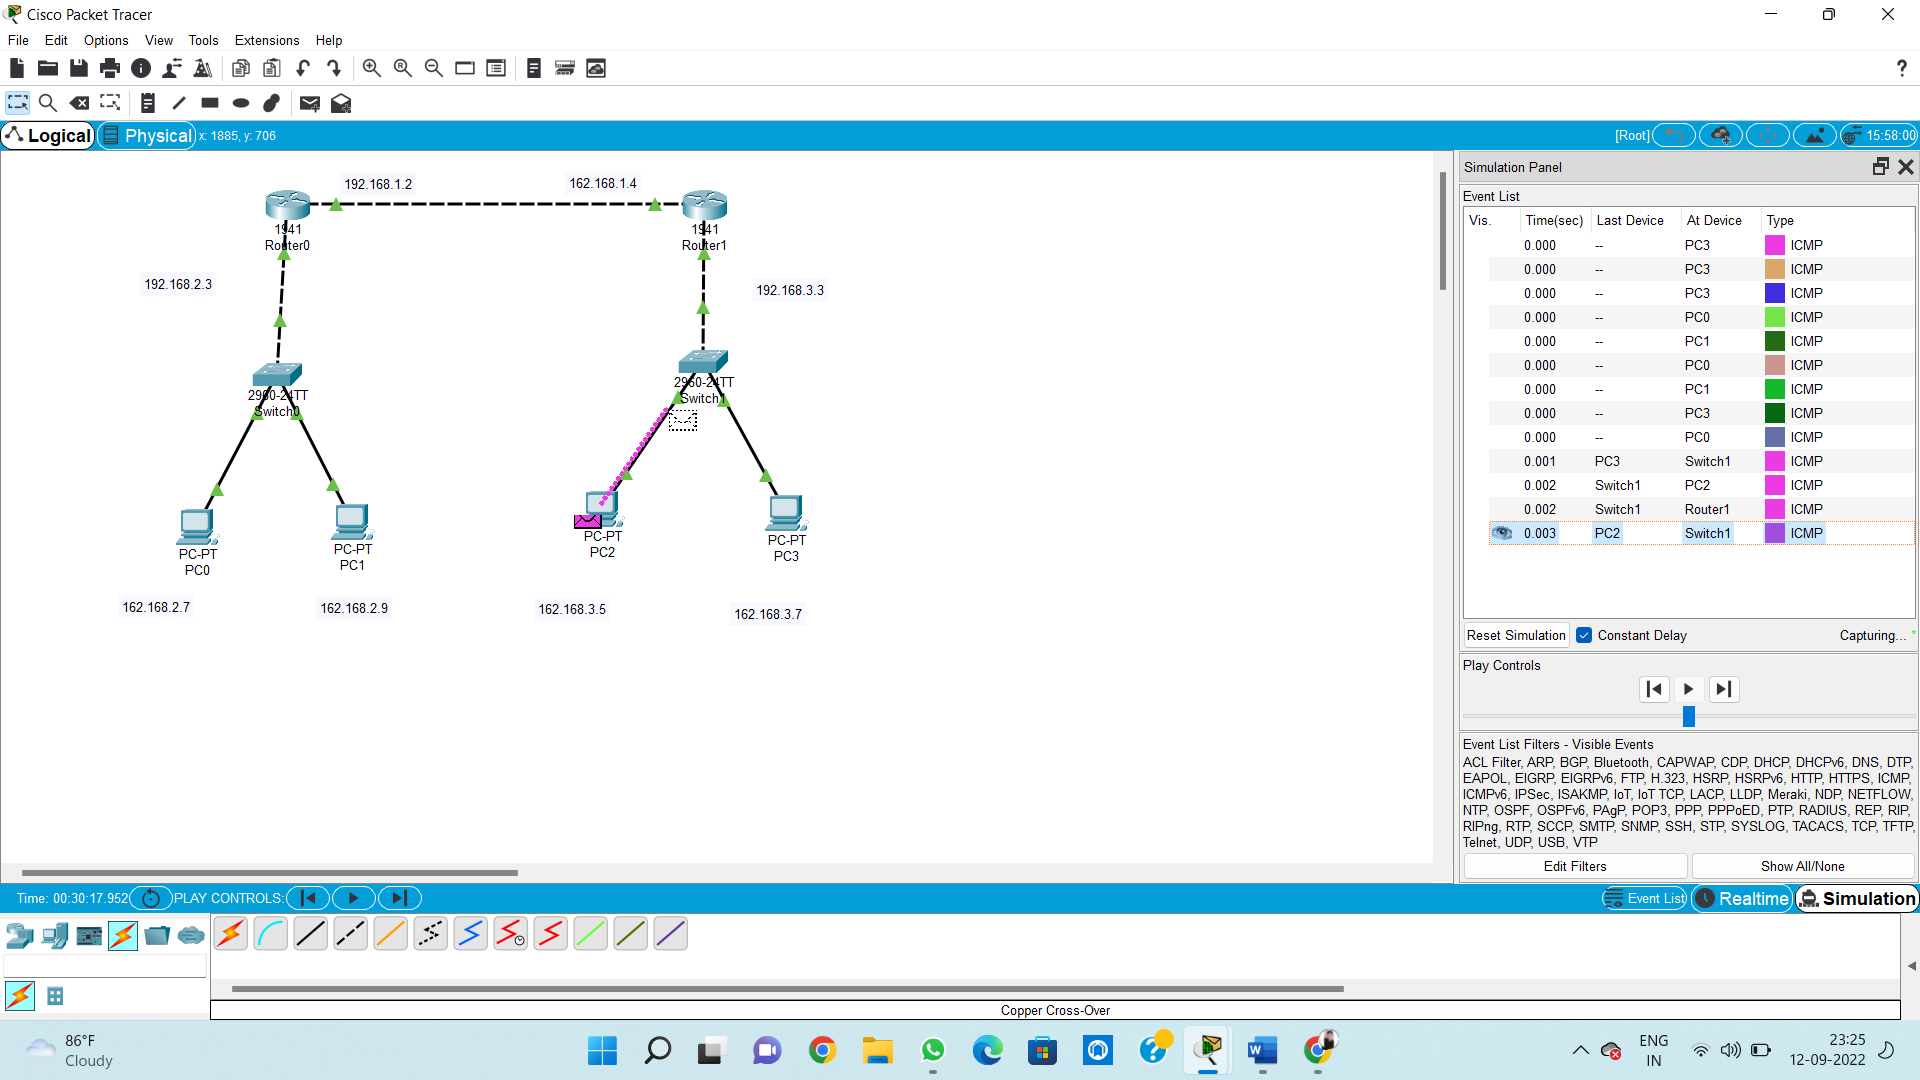 Cisco Packet Tracer
File Edit Options View Tools Extensions Help
Logical Physical x: 1885, y: 706 [Root] 15:58:00
192.168.1.2
162.168.1.4
1941
Router0
1941
Router1
192.168.2.3
192.168.3.3
2960-24TT
Switch0
2960-24TT
Switch1
PC-PT
PC0
PC-PT
PC1
PC-PT
PC2
PC-PT
PC3
162.168.2.7
162.168.2.9
162.168.3.5
162.168.3.7
Simulation Panel
Event List
Vis. Time(sec) Last Device At Device Type
0.000 -- PC3 ICMP
0.000 -- PC3 ICMP
0.000 -- PC3 ICMP
0.000 -- PC0 ICMP
0.000 -- PC1 ICMP
0.000 -- PC0 ICMP
0.000 -- PC1 ICMP
0.000 -- PC3 ICMP
0.000 -- PC0 ICMP
0.001 PC3 Switch1 ICMP
0.002 Switch1 PC2 ICMP
0.002 Switch1 Router1 ICMP
0.003 PC2 Switch1 ICMP
Reset Simulation Constant Delay Capturing... *
Play Controls
Event List Filters - Visible Events
ACL Filter, ARP, BGP, Bluetooth, CAPWAP, CDP, DHCP, DHCPv6, DNS, DTP,
EAPOL, EIGRP, EIGRPv6, FTP, H.323, HSRP, HSRPv6, HTTP, HTTPS, ICMP,
ICMPv6, IPSec, ISAKMP, IoT, IoT TCP, LACP, LLDP, Meraki, NDP, NETFLOW,
NTP, OSPF, OSPFv6, PAgP, POP3, PPP, PPPoED, PTP, RADIUS, REP, RIP,
RIPng, RTP, SCCP, SMTP, SNMP, SSH, STP, SYSLOG, TACACS, TCP, TFTP,
Telnet, UDP, USB, VTP
Edit Filters Show All/None
Time: 00:30:17.952 PLAY CONTROLS: Event List Realtime Simulation
Copper Cross-Over
86°F
Cloudy
ENG
IN
23:25
12-09-2022